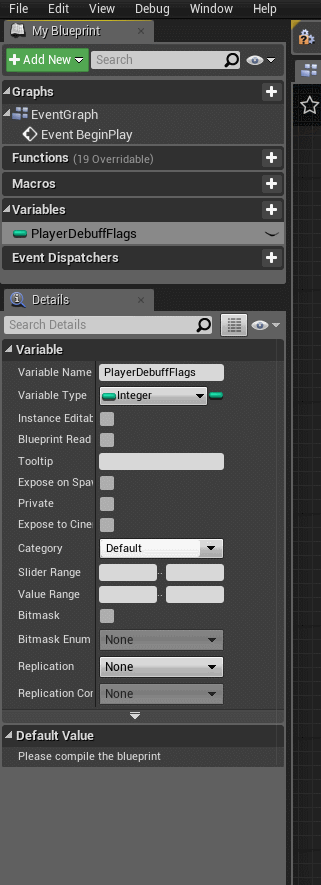 File Edit View Debug Window Help
My Blueprint
Add New Search
Graphs
EventGraph
Event BeginPlay
Functions (19 Overridable)
Macros
Variables
PlayerDebuffFlags
Event Dispatchers
Details
Search Details
Variable
Variable Name PlayerDebuffFlags
Variable Type Integer
Instance Editab
Blueprint Read
Tooltip
Expose on Spaw
Private
Expose to Cine
Category Default
Slider Range ..
Value Range ..
Bitmask
Bitmask Enum None
Replication None
Replication Con None
Default Value
Please compile the blueprint